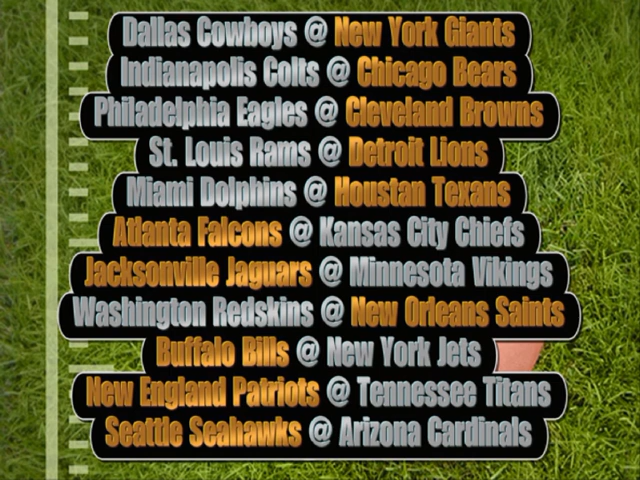 Dallas Cowboys @ New York Giants
Indianapolis Colts @ Chicago Bears
Philadelphia Eagles @ Cleveland Browns
St. Louis Rams @ Detroit Lions
Miami Dolphins @ Houstan Texans
Atlanta Falcons @ Kansas City Chiefs
Jacksonville Jaguars @ Minnesota Vikings
Washington Redskins @ New Orleans Saints
Buffalo Bills @ New York Jets
New England Patriots @ Tennessee Titans
Seattle Seahawks @ Arizona Cardinals